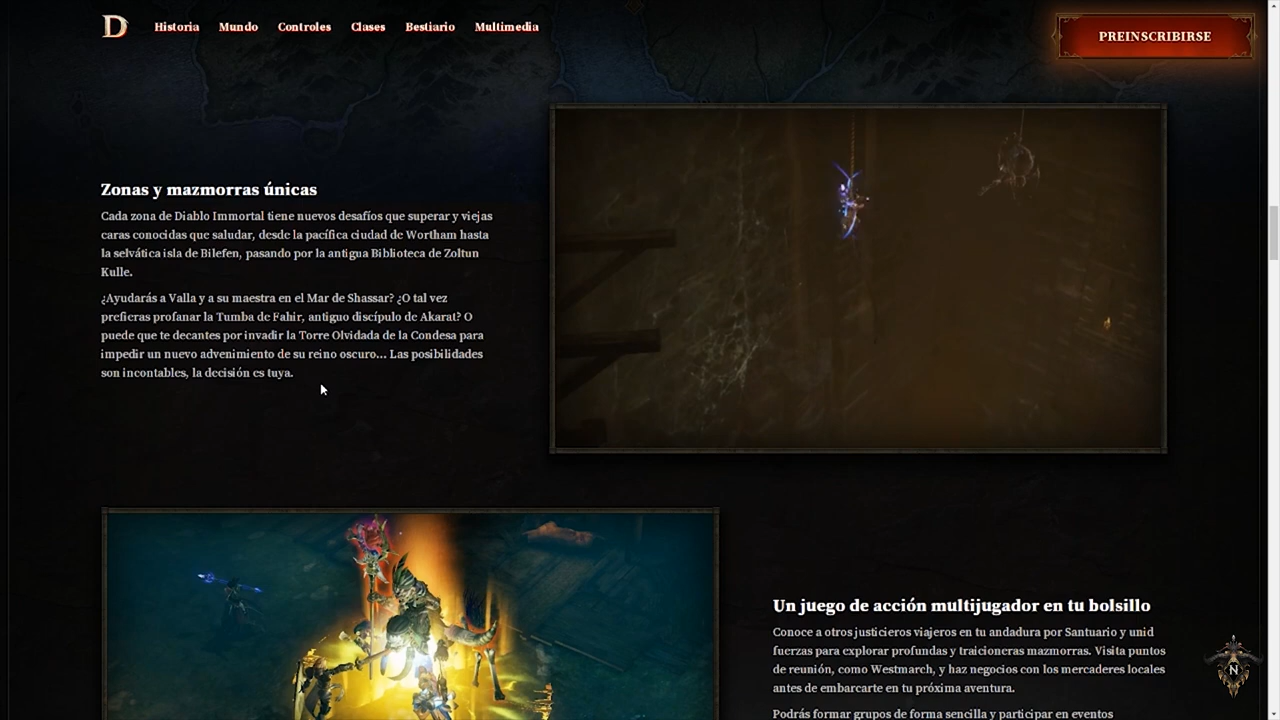 D
Historia Mundo Controles Clases Bestiario Multimedia
PREINSCRIBIRSE
Zonas y mazmorras únicas
Cada zona de Diablo Immortal tiene nuevos desafíos que superar y viejas
caras conocidas que saludar, desde la pacífica ciudad de Wortham hasta
la selvática isla de Bilefen, pasando por la antigua Biblioteca de Zoltun
Kulle.
¿Ayudarás a Valla y a su maestra en el Mar de Shassar? ¿O tal vez
prefieras profanar la Tumba de Fahir, antiguo discípulo de Akarat? O
puede que te decantes por invadir la Torre Olvidada de la Condesa para
impedir un nuevo advenimiento de su reino oscuro... Las posibilidades
son incontables, la decisión es tuya.
Un juego de acción multijugador en tu bolsillo
Conoce a otros justicieros viajeros en tu andadura por Santuario y unid
fuerzas para explorar profundas y traicioneras mazmorras. Visita puntos
de reunión, como Westmarch, y haz negocios con los mercaderes locales
antes de embarcarte en tu próxima aventura.
Podrás formar grupos de forma sencilla y participar en eventos
N